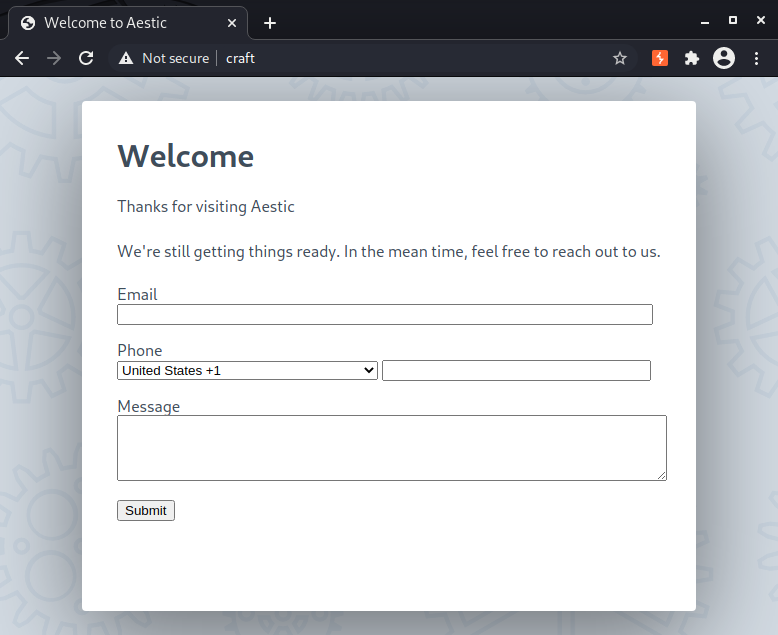 Welcome to Aestic
Not secure craft
Welcome
Thanks for visiting Aestic
We're still getting things ready. In the mean time, feel free to reach out to us.
Email
Phone
United States +1
Message
Submit